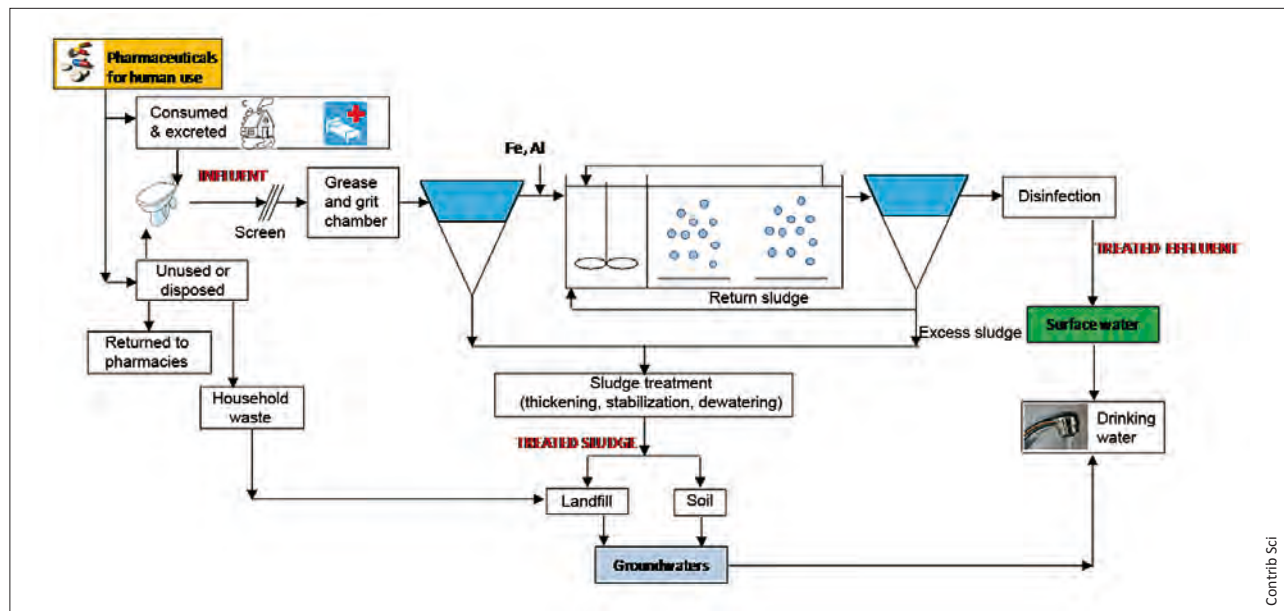 Pharmaceuticals
for human use
Consumed
& excreted
INFLUENT
Screen
Grease
and grit
chamber
Fe, Al
Return sludge
Disinfection
TREATED EFFLUENT
Unused or
disposed
Returned to
pharmacies
Household
waste
Excess sludge
Surface water
Sludge treatment
(thickening, stabilization, dewatering)
TREATED SLUDGE
Drinking
water
Landfill
Soil
Groundwaters
Contrib Sci